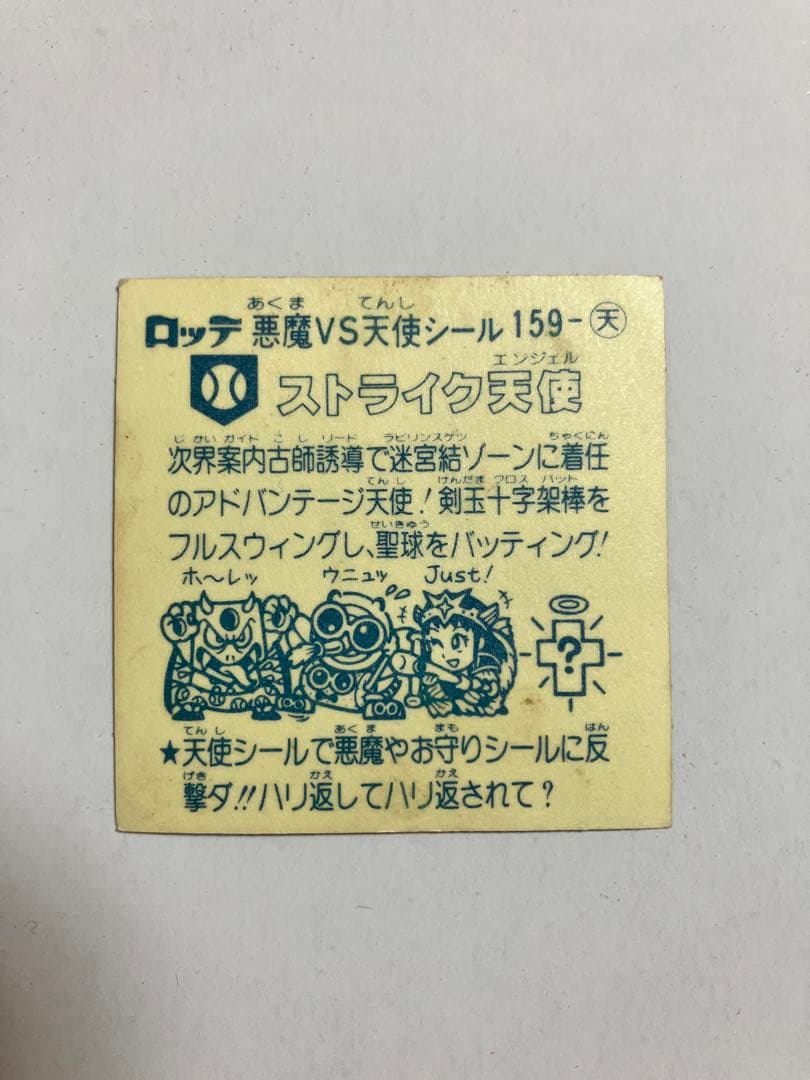 あくま てんし
ロッテ 悪魔VS天使シール 159-天
エンジェル
ストライク天使
じかいガイド こし リード ラビリンスケツ ちゃくにん
次界案内古師誘導で迷宮結ゾーンに着任
てんし けんだま クロス バット
のアドバンテージ天使!剣玉十字架棒を
せいきゅう
フルスウィングし、聖球をバッティング!
ホ〜レッ ウニュッ Just!
?
てんし あくま まも はん
★天使シールで悪魔やお守りシールに反
げき かえ かえ
撃ダ!!ハリ返してハリ返されて?